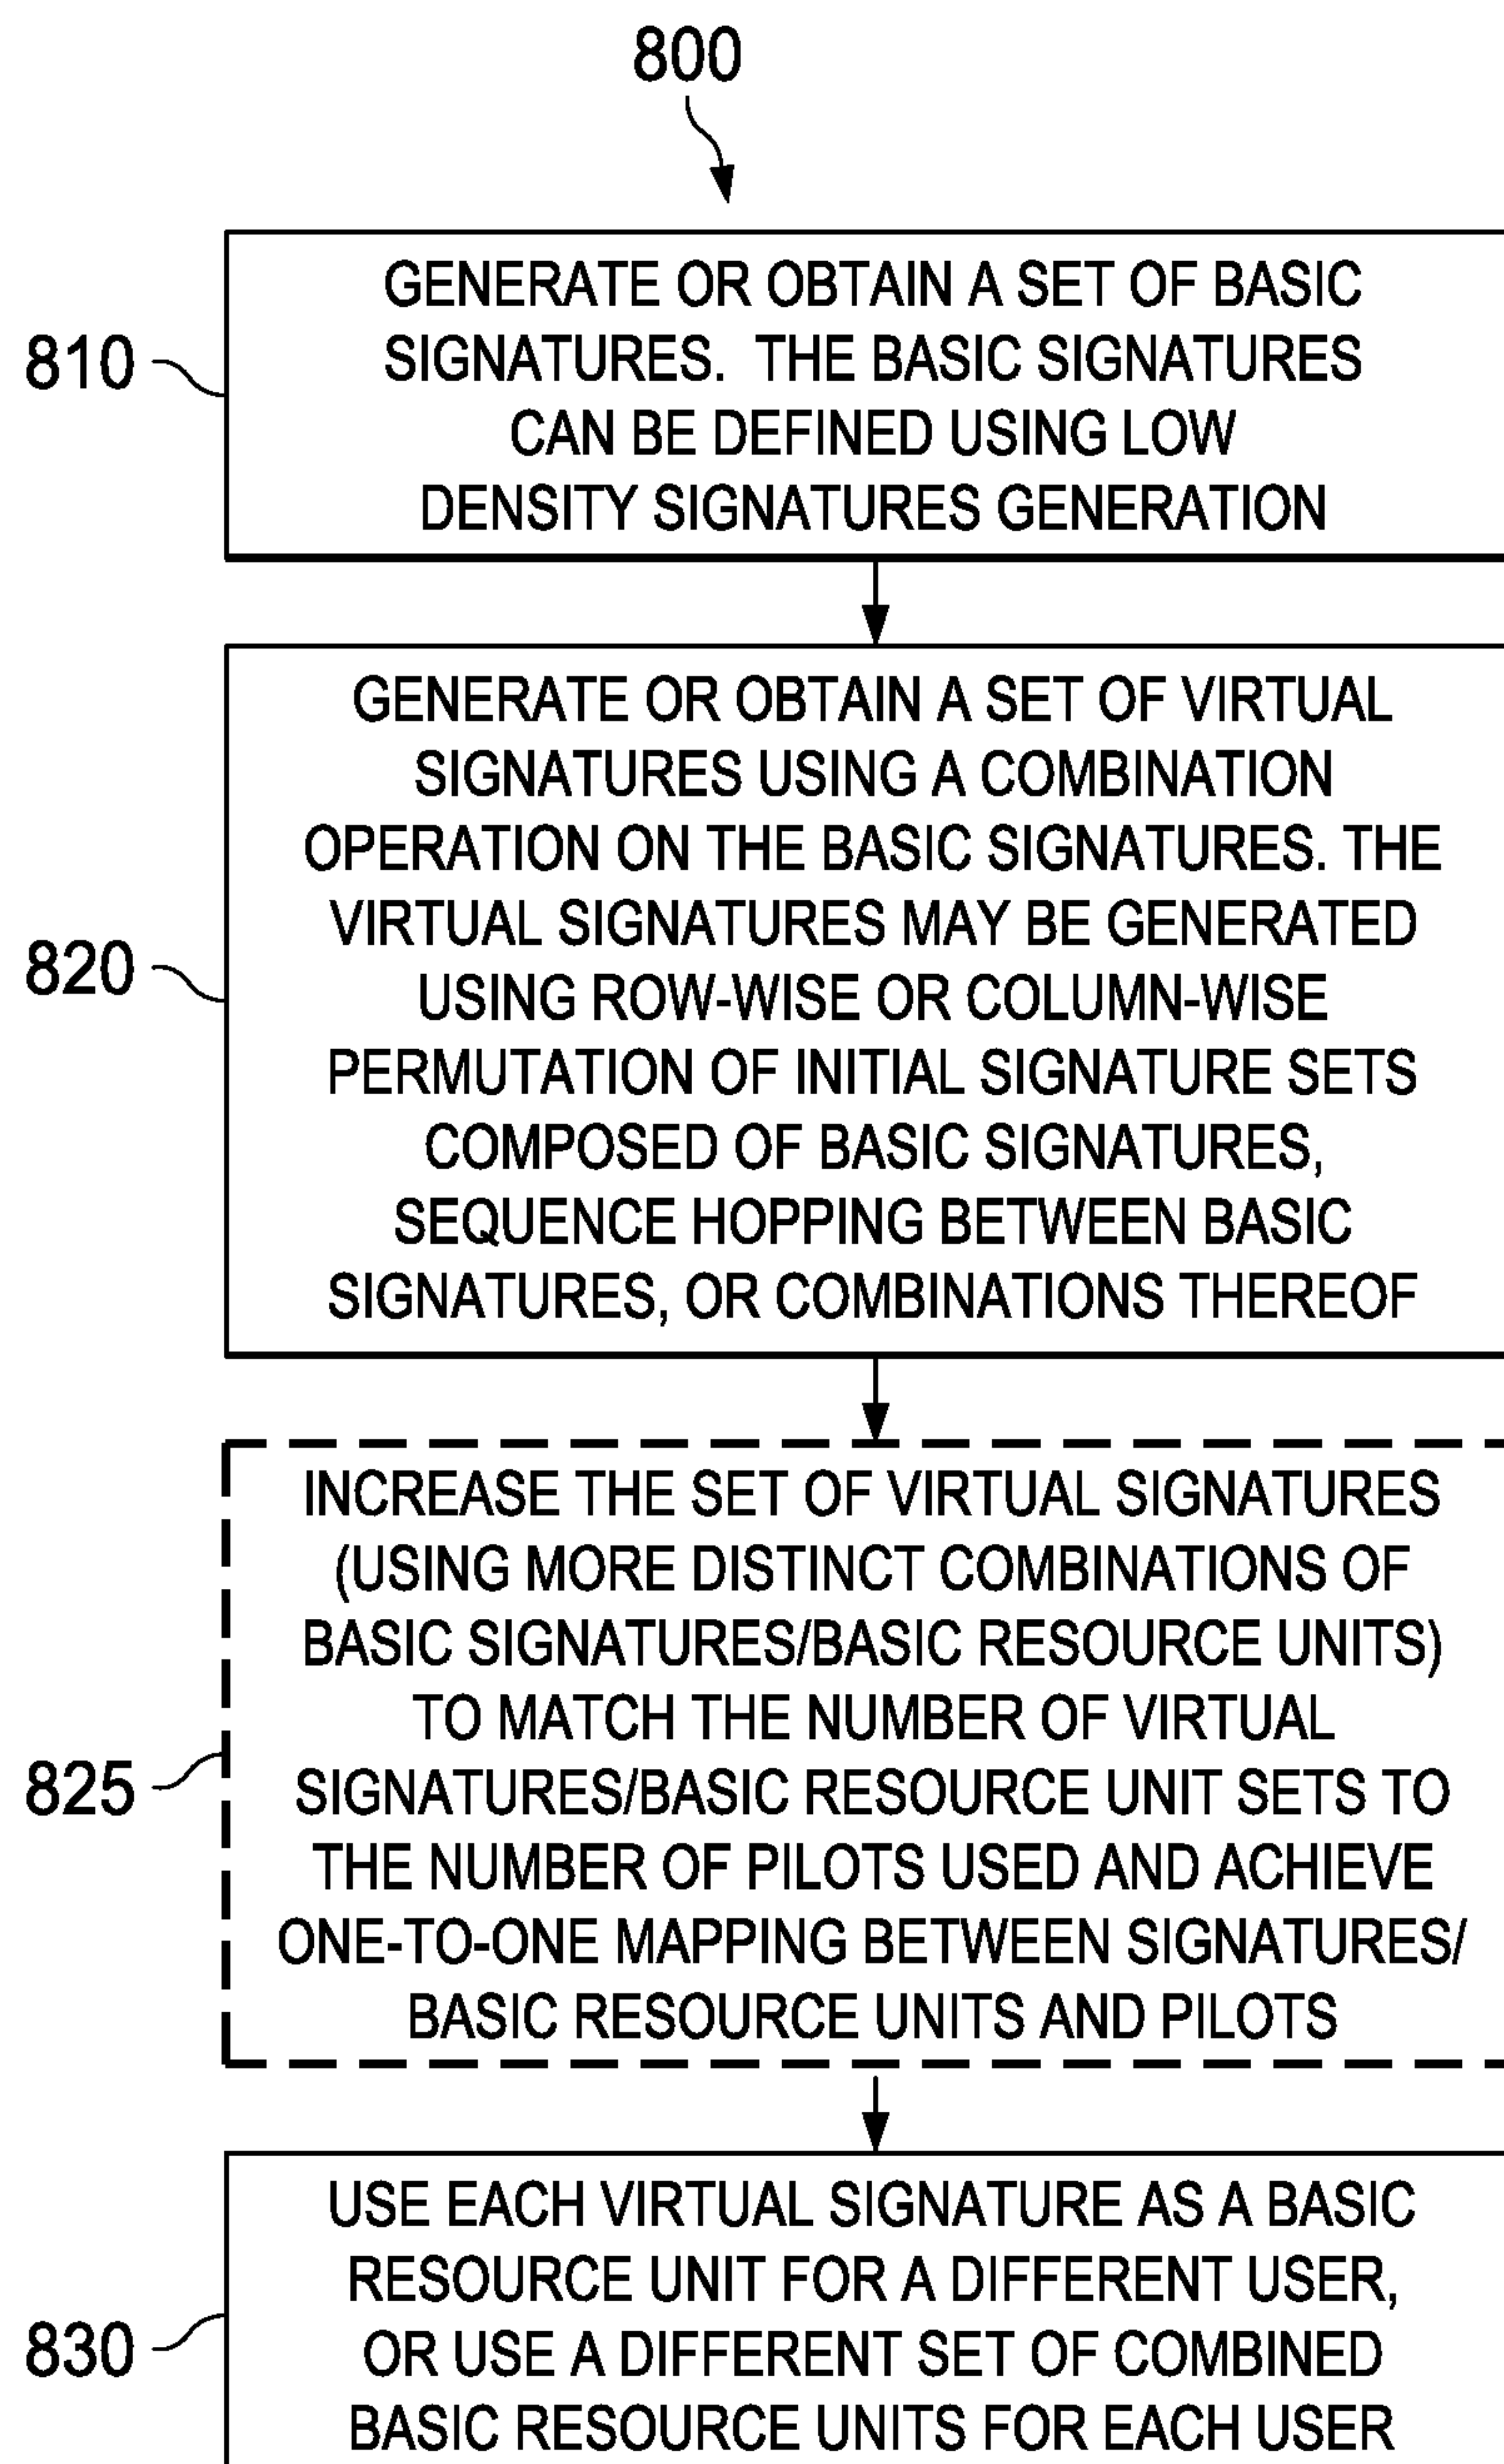 800
810
GENERATE OR OBTAIN A SET OF BASIC
SIGNATURES. THE BASIC SIGNATURES
CAN BE DEFINED USING LOW
DENSITY SIGNATURES GENERATION
820
GENERATE OR OBTAIN A SET OF VIRTUAL
SIGNATURES USING A COMBINATION
OPERATION ON THE BASIC SIGNATURES. THE
VIRTUAL SIGNATURES MAY BE GENERATED
USING ROW-WISE OR COLUMN-WISE
PERMUTATION OF INITIAL SIGNATURE SETS
COMPOSED OF BASIC SIGNATURES,
SEQUENCE HOPPING BETWEEN BASIC
SIGNATURES, OR COMBINATIONS THEREOF
825
INCREASE THE SET OF VIRTUAL SIGNATURES
(USING MORE DISTINCT COMBINATIONS OF
BASIC SIGNATURES/BASIC RESOURCE UNITS)
TO MATCH THE NUMBER OF VIRTUAL
SIGNATURES/BASIC RESOURCE UNIT SETS TO
THE NUMBER OF PILOTS USED AND ACHIEVE
ONE-TO-ONE MAPPING BETWEEN SIGNATURES/
BASIC RESOURCE UNITS AND PILOTS
830
USE EACH VIRTUAL SIGNATURE AS A BASIC
RESOURCE UNIT FOR A DIFFERENT USER,
OR USE A DIFFERENT SET OF COMBINED
BASIC RESOURCE UNITS FOR EACH USER